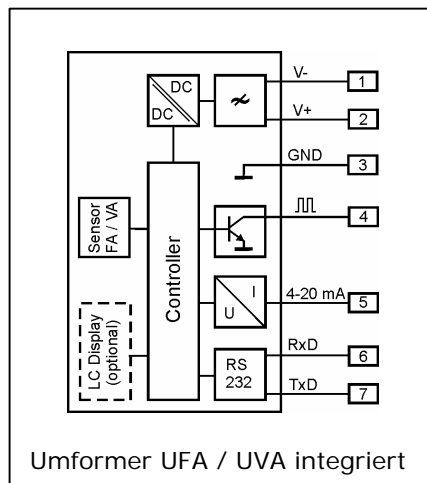 DC
DC
V-
1
V+
2
GND
3
Sensor
FA / VA
Controller
4
LC Display
(optional)
U
I
4-20 mA
5
RS
232
RxD
6
TxD
7
Umformer UFA / UVA integriert